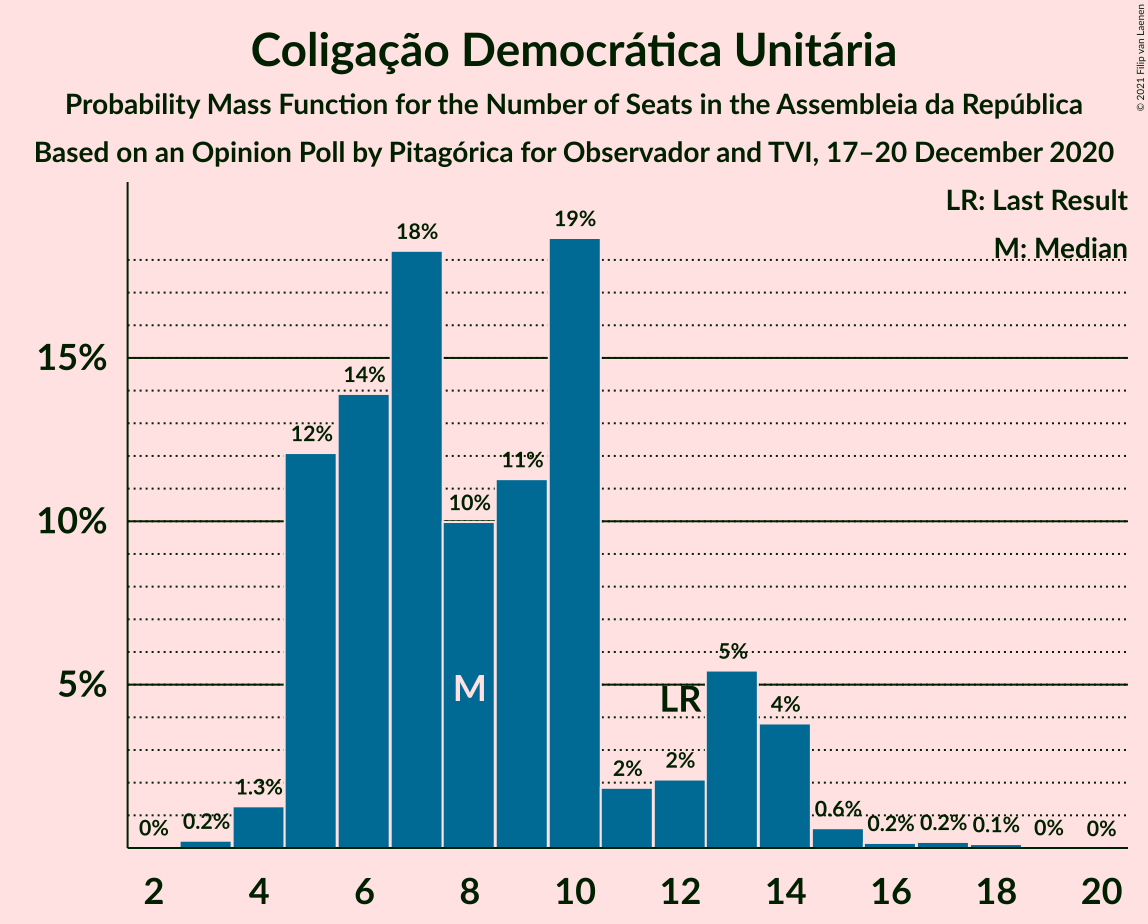 Coligação Democrática Unitária
Probability Mass Function for the Number of Seats in the Assembleia da República
Based on an Opinion Poll by Pitagórica for Observador and TVI, 17–20 December 2020
© 2021 Filip van Laenen
LR: Last Result
M: Median
19%
18%
15%
14%
12%
11%
10%
10%
5%
5%
M
LR
4%
2%
2%
1.3%
0.6%
0%
0.2%
0.2%
0.2%
0.1%
0%
0%
2 4 6 8 10 12 14 16 18 20